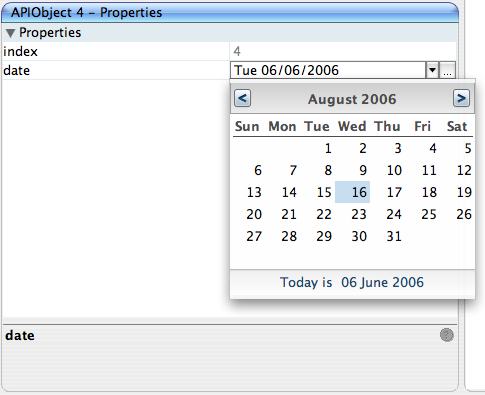 APIObject 4 – Properties
▼ Properties
index 4
date Tue 06/06/2006 ▼ ...
< August 2006 >
Sun Mon Tue Wed Thu Fri Sat
1 2 3 4 5
6 7 8 9 10 11 12
13 14 15 16 17 18 19
20 21 22 23 24 25 26
27 28 29 30 31
Today is 06 June 2006
date ?